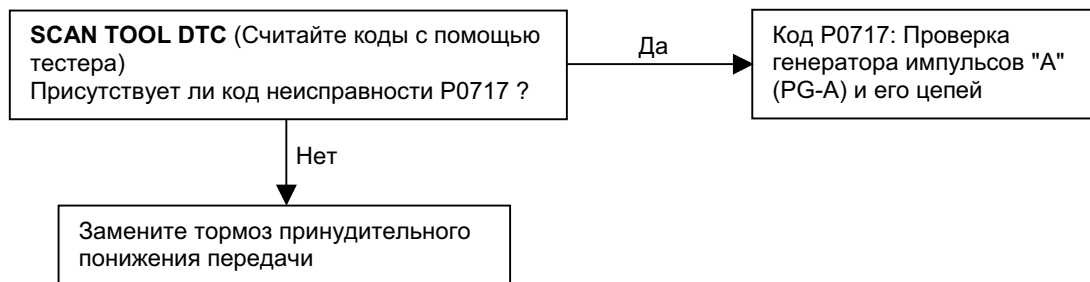 SCAN TOOL DTC (Считайте коды с помощью
тестера)
Присутствует ли код неисправности P0717 ?
Да
Код P0717: Проверка
генератора импульсов "А"
(PG-A) и его цепей
Нет
Замените тормоз принудительного
понижения передачи